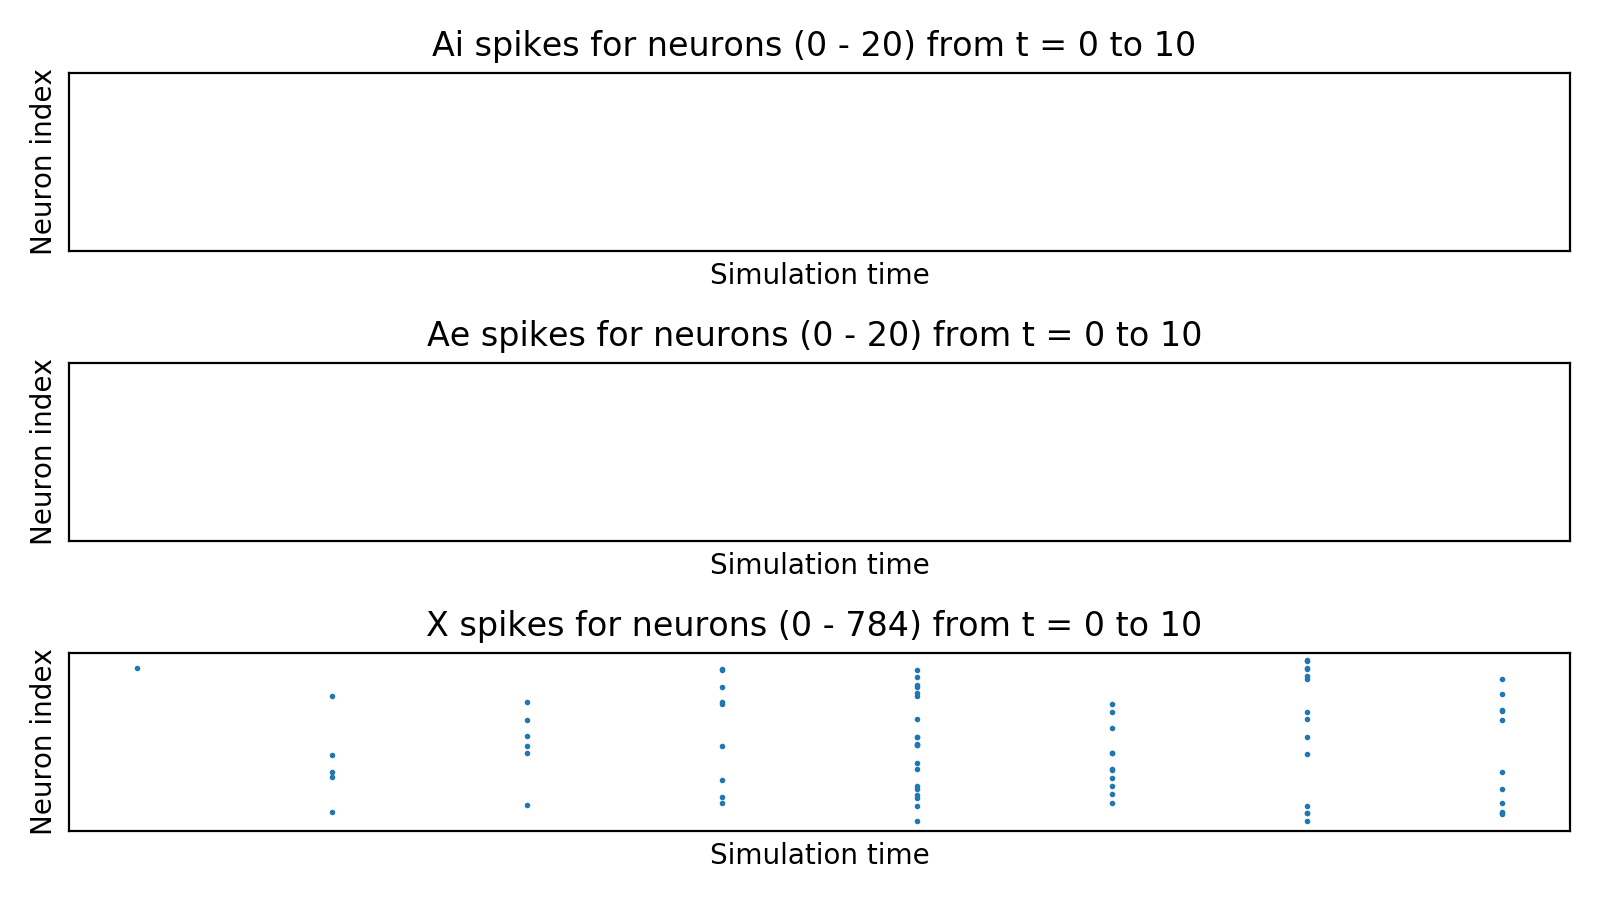 Ai spikes for neurons (0 - 20) from t = 0 to 10
Neuron index
Simulation time
Ae spikes for neurons (0 - 20) from t = 0 to 10
Neuron index
Simulation time
X spikes for neurons (0 - 784) from t = 0 to 10
Neuron index
Simulation time